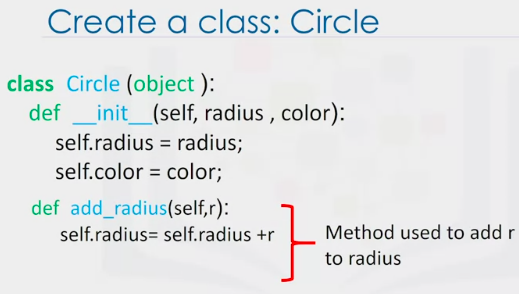 Create a class: Circle
class Circle (object ):
def __init__(self, radius , color):
self.radius = radius;
self.color = color;
def add_radius(self,r):
self.radius= self.radius +r
Method used to add r
to radius